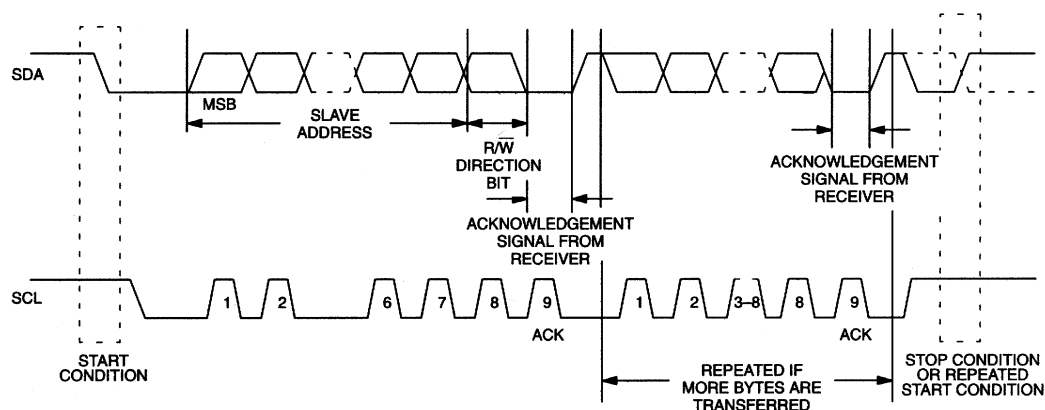 SDA
MSB
SLAVE
ADDRESS
R/W̅
DIRECTION
BIT
ACKNOWLEDGEMENT
SIGNAL FROM
RECEIVER
ACKNOWLEDGEMENT
SIGNAL FROM
RECEIVER
SCL
1 2 6 7 8 9 1 2 3–8 8 9
ACK
ACK
START
CONDITION
REPEATED IF
MORE BYTES ARE
TRANSFERRED
STOP CONDITION
OR REPEATED
START CONDITION